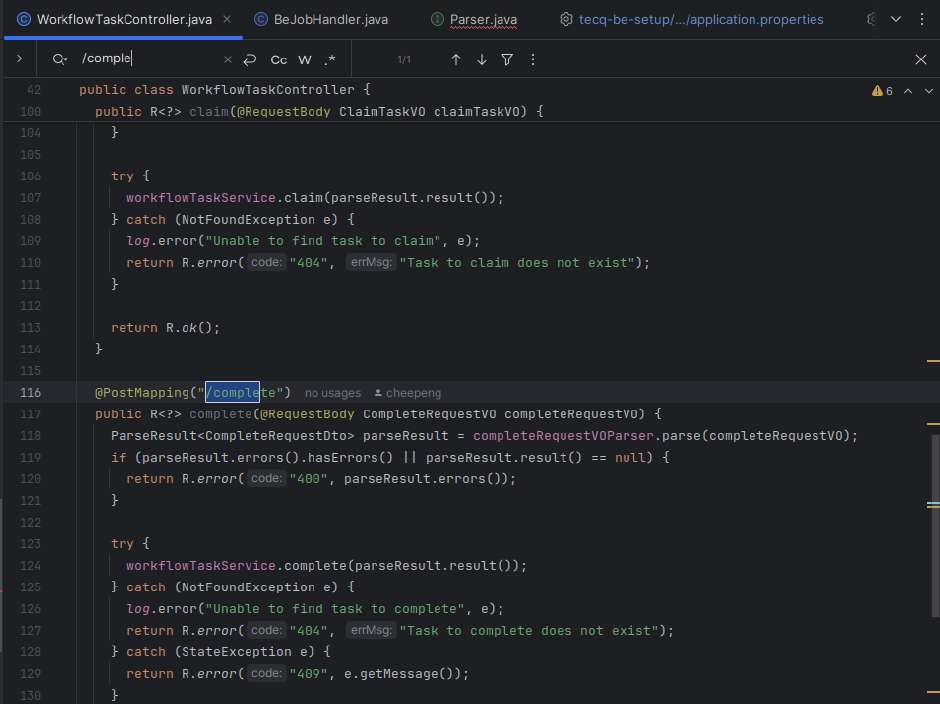 WorkflowTaskController.java × BeJobHandler.java Parser.java tecq-be-setup/.../application.properties
/comple × Cc W .* 1/1
42 public class WorkflowTaskController { 6
100 public R<?> claim(@RequestBody ClaimTaskVO claimTaskVO) {
104 }
105
106 try {
107 workflowTaskService.claim(parseResult.result());
108 } catch (NotFoundException e) {
109 log.error("Unable to find task to claim", e);
110 return R.error( code: "404", errMsg: "Task to claim does not exist");
111 }
112
113 return R.ok();
114 }
115
116 @PostMapping("/complete") no usages cheepeng
117 public R<?> complete(@RequestBody CompleteRequestVO completeRequestVO) {
118 ParseResult<CompleteRequestDto> parseResult = completeRequestVOParser.parse(completeRequestVO);
119 if (parseResult.errors().hasErrors() || parseResult.result() == null) {
120 return R.error( code: "400", parseResult.errors());
121 }
122
123 try {
124 workflowTaskService.complete(parseResult.result());
125 } catch (NotFoundException e) {
126 log.error("Unable to find task to complete", e);
127 return R.error( code: "404", errMsg: "Task to complete does not exist");
128 } catch (StateException e) {
129 return R.error( code: "409", e.getMessage());
130 }